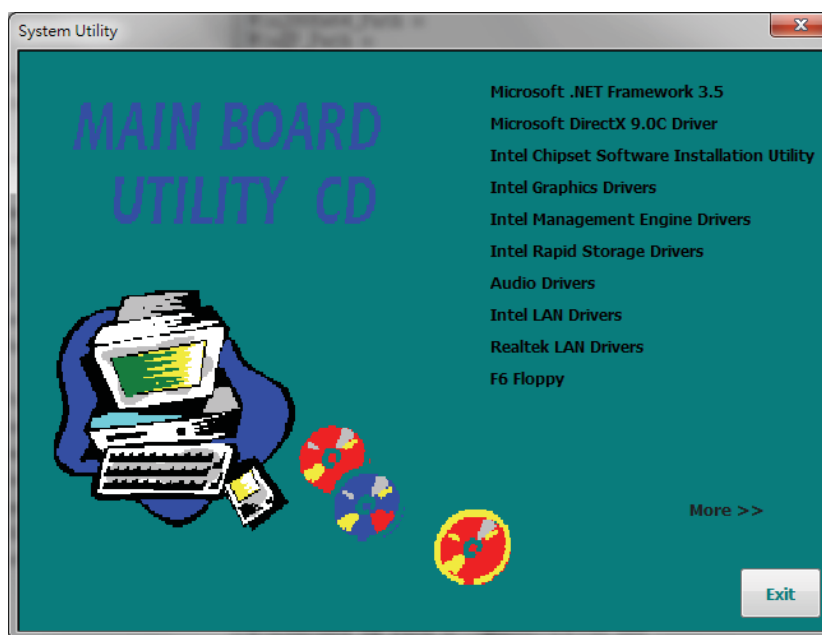 System Utility
MAIN BOARD
UTILITY CD
Microsoft .NET Framework 3.5
Microsoft DirectX 9.0C Driver
Intel Chipset Software Installation Utility
Intel Graphics Drivers
Intel Management Engine Drivers
Intel Rapid Storage Drivers
Audio Drivers
Intel LAN Drivers
Realtek LAN Drivers
F6 Floppy
More >>
Exit